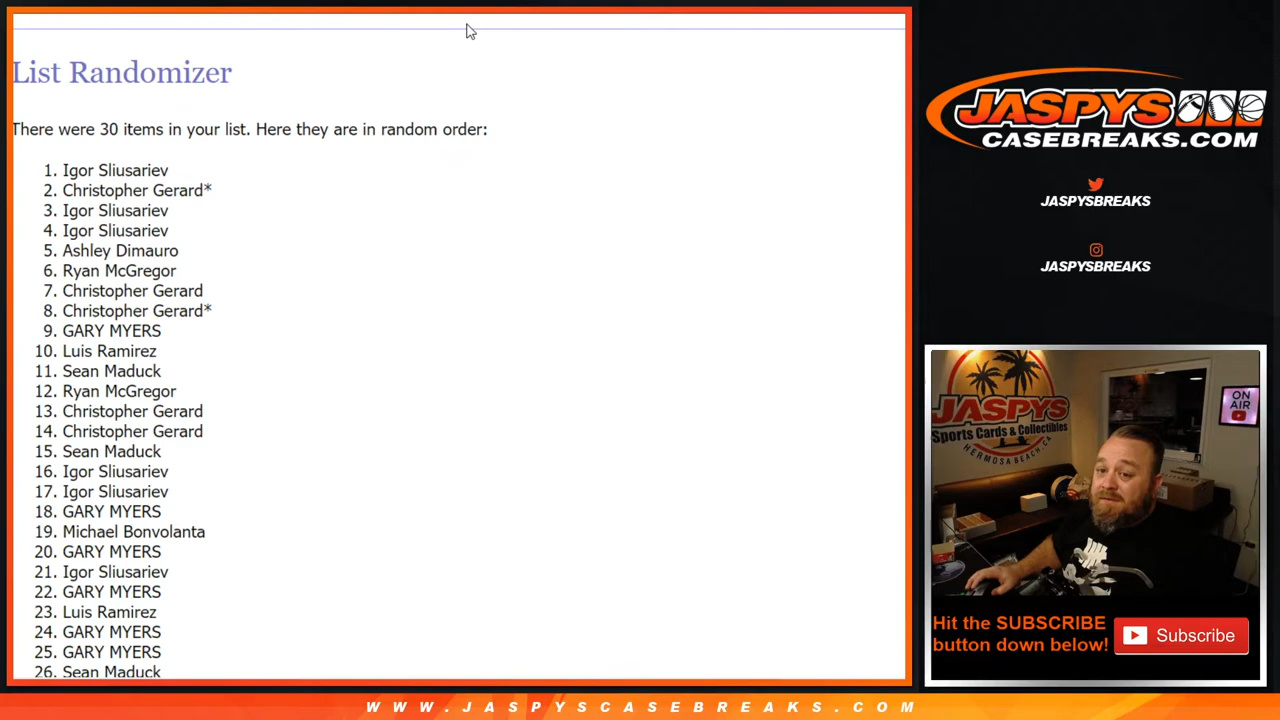 List Randomizer
There were 30 items in your list. Here they are in random order:
1. Igor Sliusariev
2. Christopher Gerard*
3. Igor Sliusariev
4. Igor Sliusariev
5. Ashley Dimauro
6. Ryan McGregor
7. Christopher Gerard
8. Christopher Gerard*
9. GARY MYERS
10. Luis Ramirez
11. Sean Maduck
12. Ryan McGregor
13. Christopher Gerard
14. Christopher Gerard
15. Sean Maduck
16. Igor Sliusariev
17. Igor Sliusariev
18. GARY MYERS
19. Michael Bonvolanta
20. GARY MYERS
21. Igor Sliusariev
22. GARY MYERS
23. Luis Ramirez
24. GARY MYERS
25. GARY MYERS
26. Sean Maduck
JASPYS
CASEBREAKS.COM
JASPYSBREAKS
JASPYSBREAKS
JASPYS
Sports Cards & Collectibles
HERMOSA BEACH, CA
ON
AIR
Hit the SUBSCRIBE
button down below!
Subscribe
WWW.JASPYSCASEBREAKS.COM